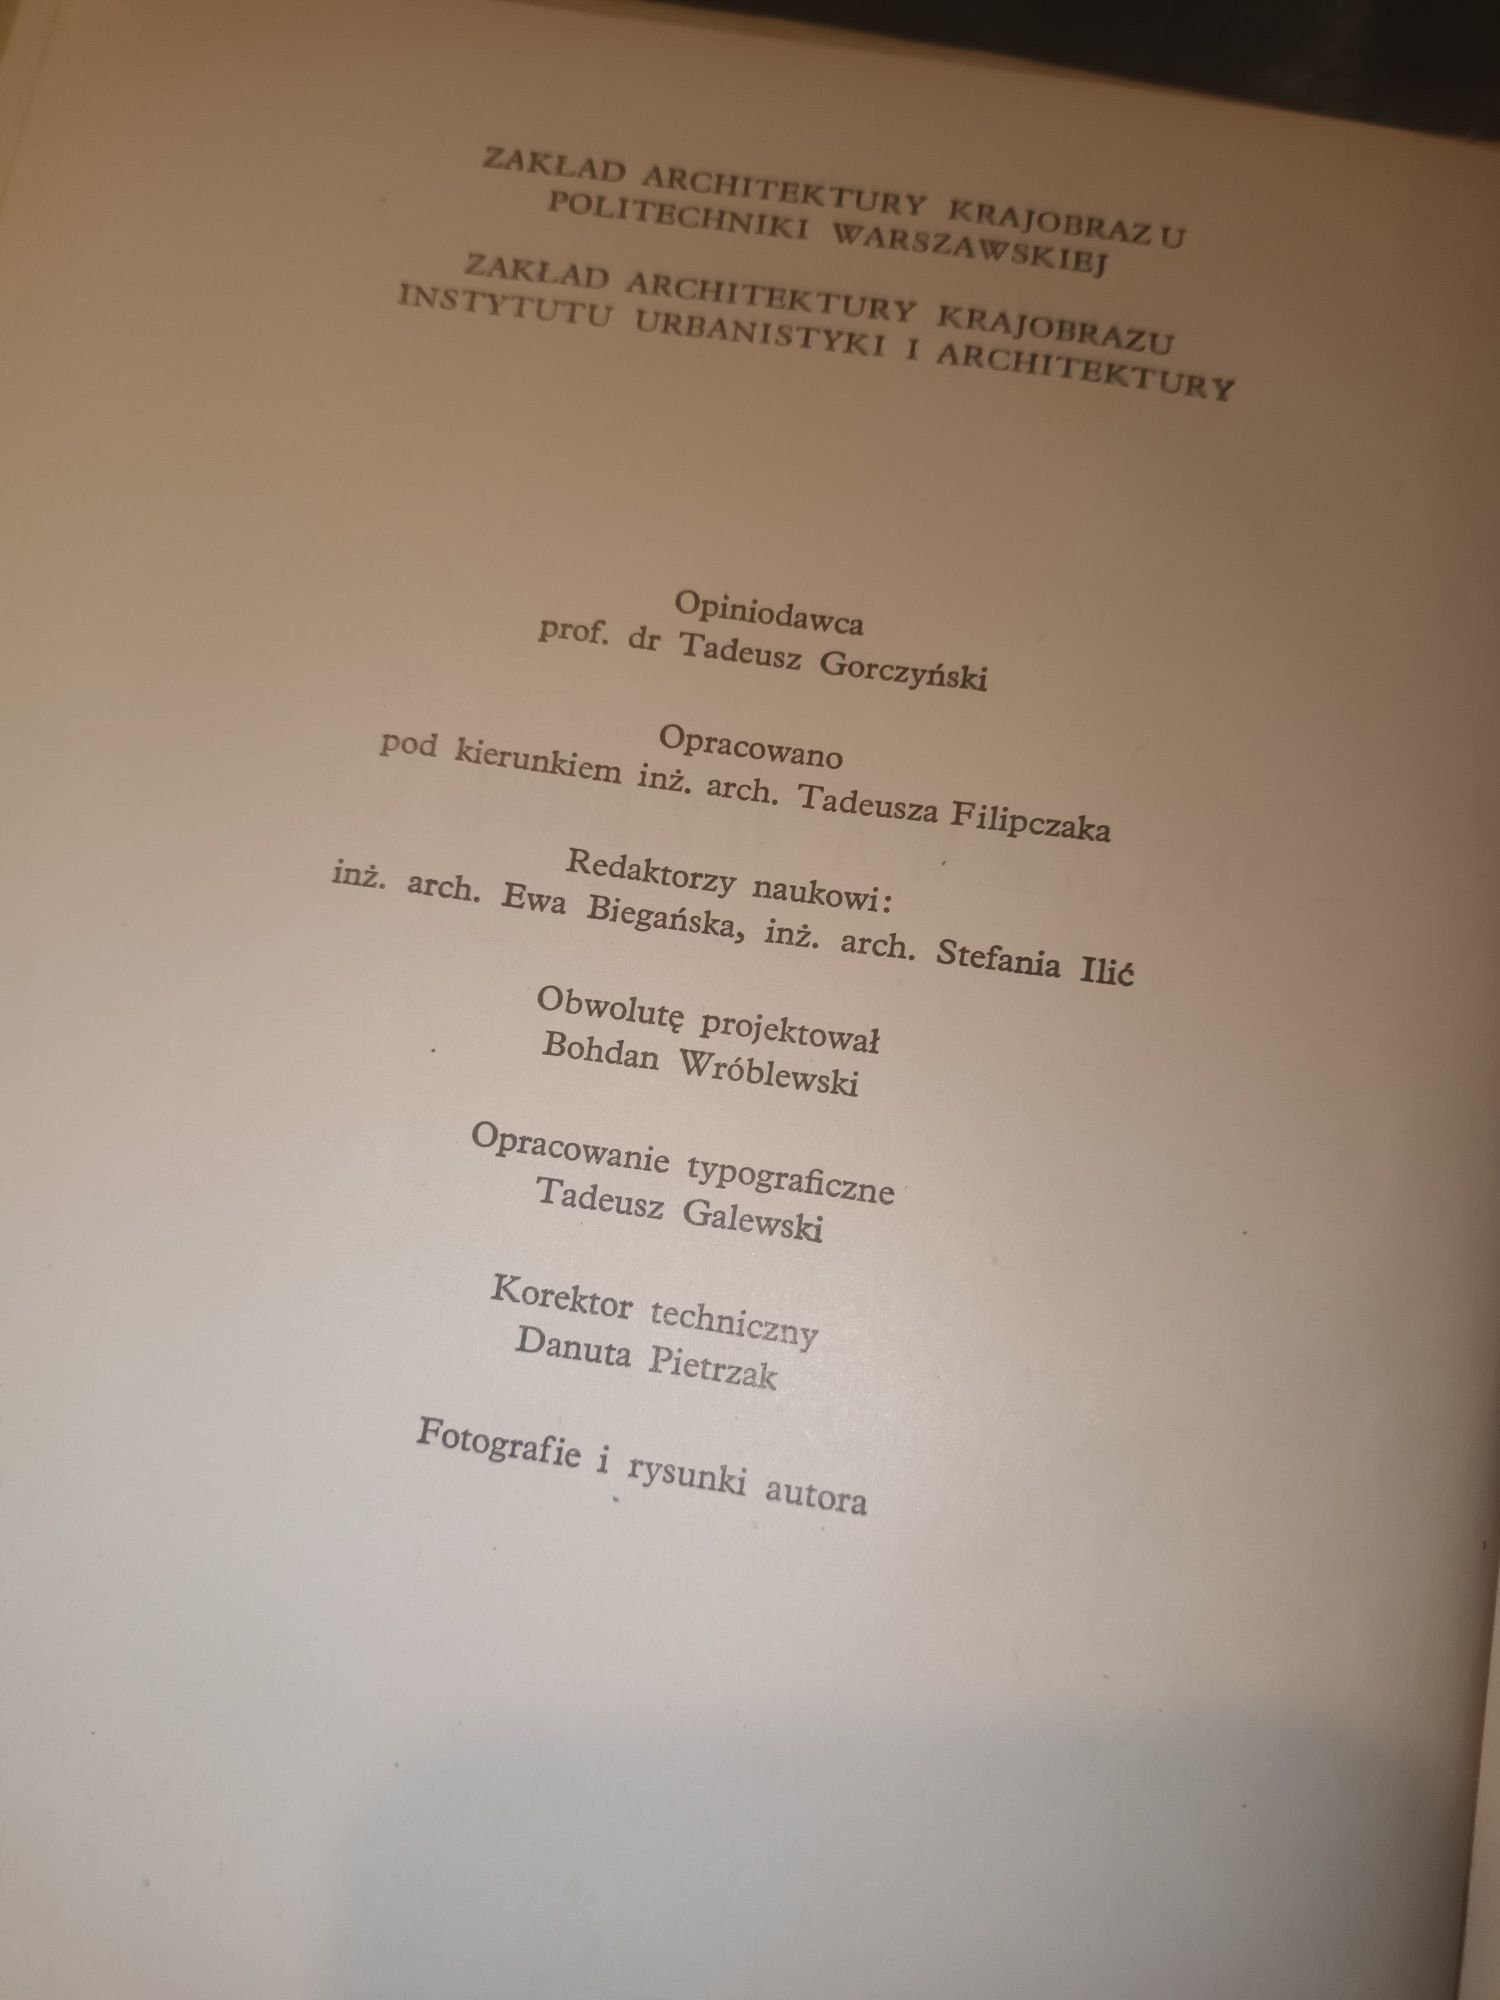 ZAKŁAD ARCHITEKTURY KRAJOBRAZU
POLITECHNIKI WARSZAWSKIEJ
ZAKŁAD ARCHITEKTURY KRAJOBRAZU
INSTYTUTU URBANISTYKI I ARCHITEKTURY
Opiniodawca
prof. dr Tadeusz Gorczyński
Opracowano
pod kierunkiem inż. arch. Tadeusza Filipczaka
Redaktorzy naukowi:
inż. arch. Ewa Biegańska, inż. arch. Stefania Ilić
Obwolutę projektował
Bohdan Wróblewski
Opracowanie typograficzne
Tadeusz Galewski
Korektor techniczny
Danuta Pietrzak
Fotografie i rysunki autora